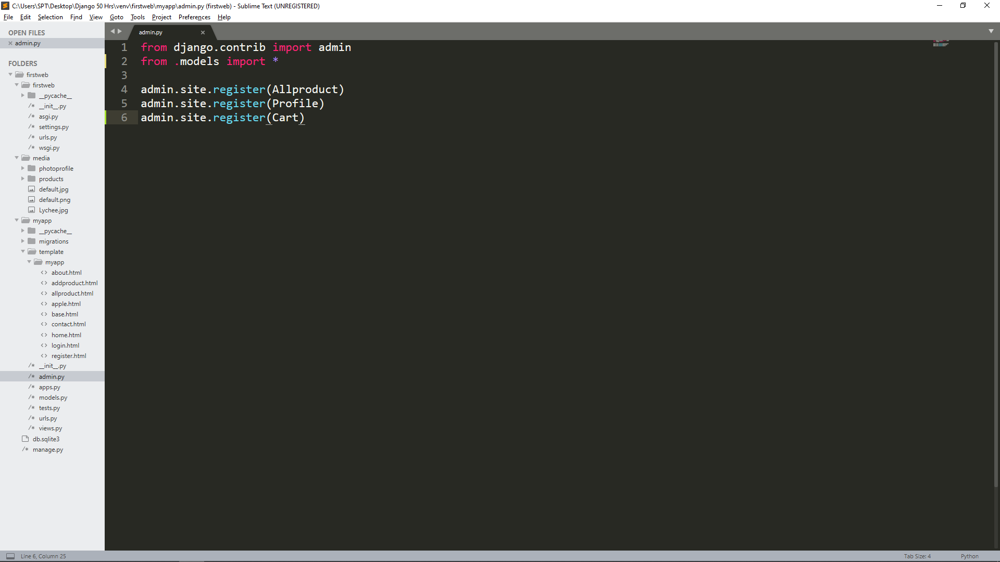 C:\Users\SPT\Desktop\Django 50 Hrs\venv\firstweb\myapp\admin.py (firstweb) - Sublime Text (UNREGISTERED)
File Edit Selection Find View Goto Tools Project Preferences Help
OPEN FILES
admin.py
FOLDERS
firstweb
firstweb
__pycache__
__init__.py
asgi.py
settings.py
urls.py
wsgi.py
media
photoprofile
products
default.jpg
default.png
Lychee.jpg
myapp
__pycache__
migrations
template
myapp
about.html
addproduct.html
allproduct.html
apple.html
base.html
contact.html
home.html
login.html
register.html
__init__.py
admin.py
apps.py
models.py
tests.py
urls.py
views.py
db.sqlite3
manage.py
admin.py
1 from django.contrib import admin
2 from .models import *
3
4 admin.site.register(Allproduct)
5 admin.site.register(Profile)
6 admin.site.register(Cart)
Line 6, Column 25
Tab Size: 4
Python